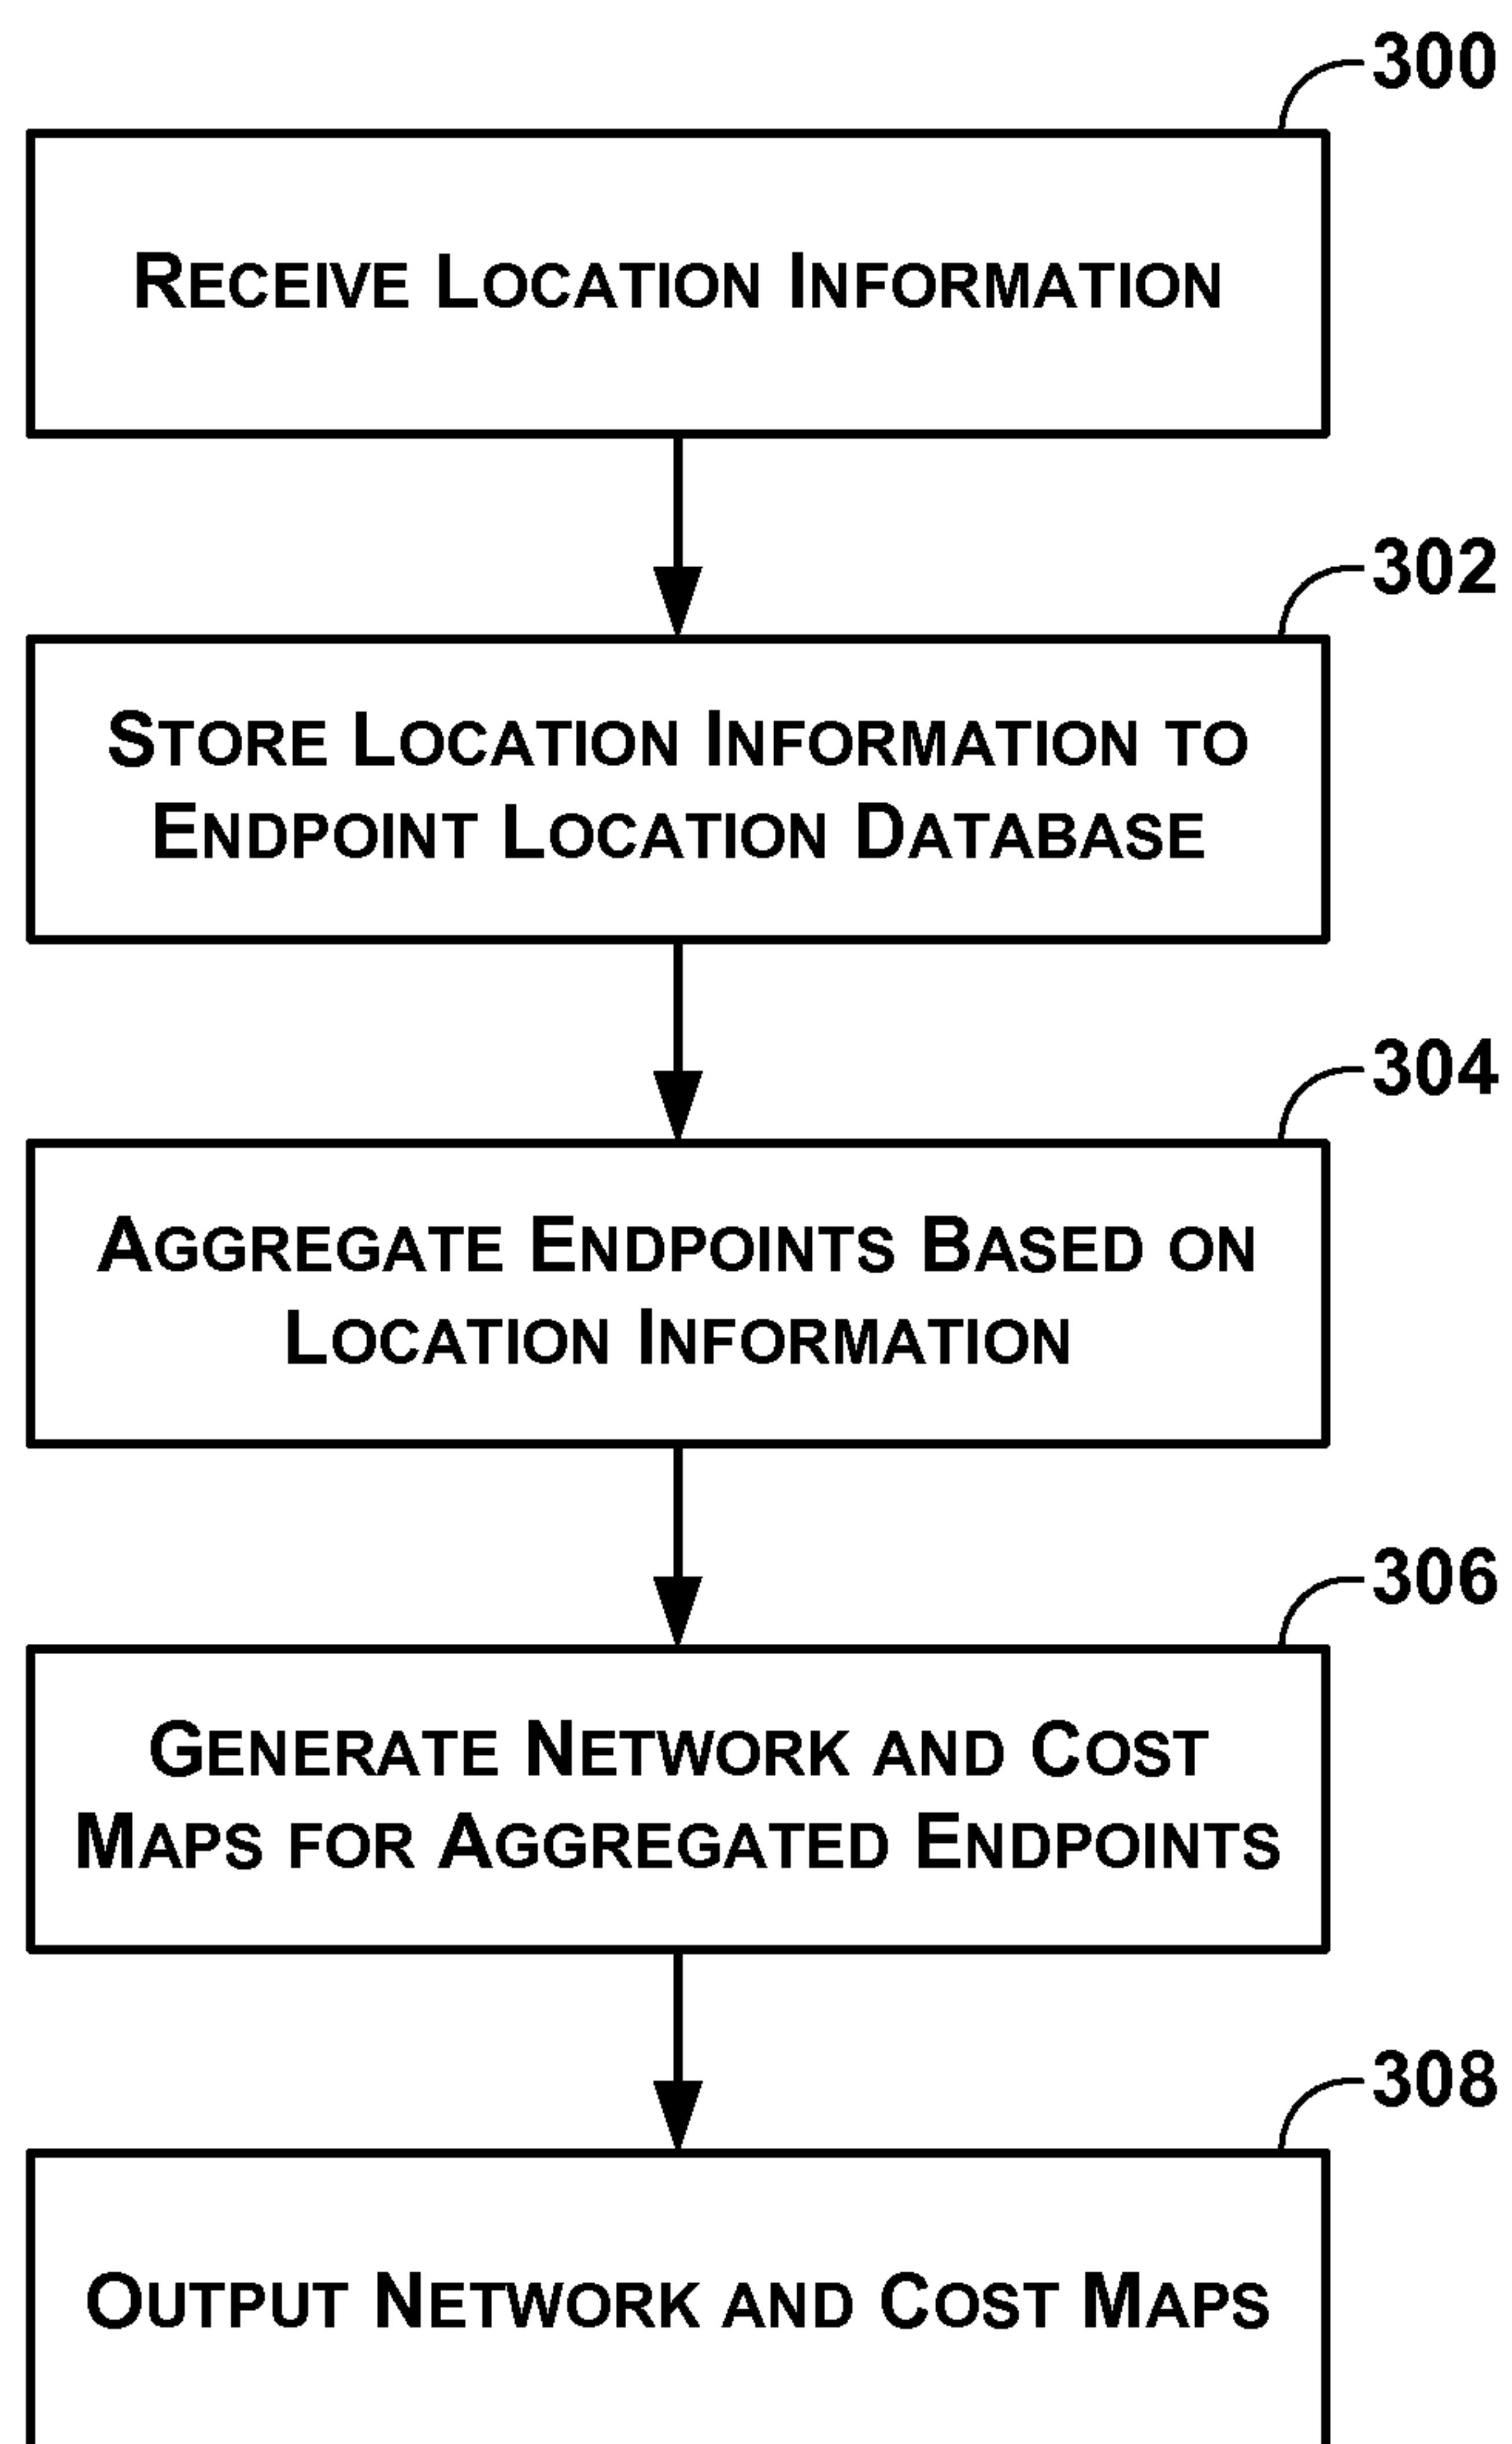 300
RECEIVE LOCATION INFORMATION
302
STORE LOCATION INFORMATION TO
ENDPOINT LOCATION DATABASE
304
AGGREGATE ENDPOINTS BASED ON
LOCATION INFORMATION
306
GENERATE NETWORK AND COST
MAPS FOR AGGREGATED ENDPOINTS
308
OUTPUT NETWORK AND COST MAPS